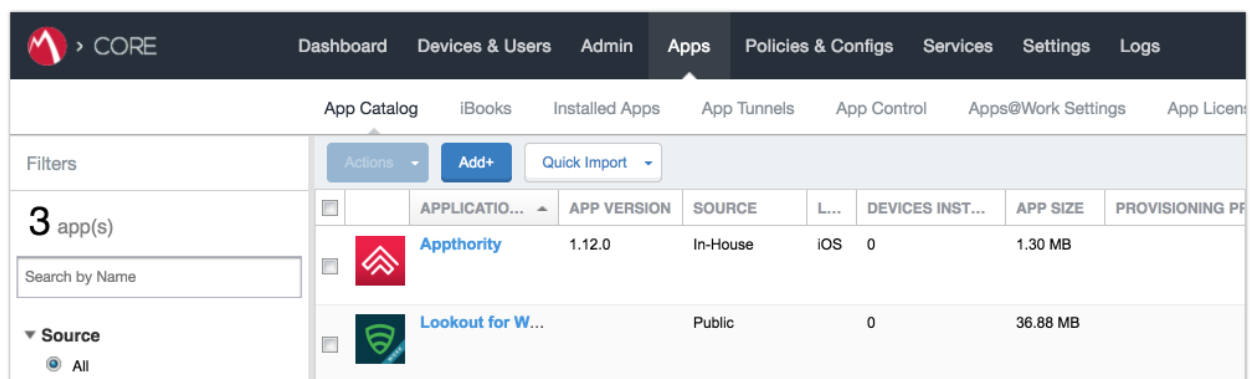 › CORE Dashboard Devices & Users Admin Apps Policies & Configs Services Settings Logs
App Catalog iBooks Installed Apps App Tunnels App Control Apps@Work Settings App Licens
Filters
Actions Add+ Quick Import
3 app(s)
Search by Name
Source
All
APPLICATIO... APP VERSION SOURCE L... DEVICES INST... APP SIZE PROVISIONING PR
Appthority 1.12.0 In-House iOS 0 1.30 MB
Lookout for W... Public 0 36.88 MB
WORK